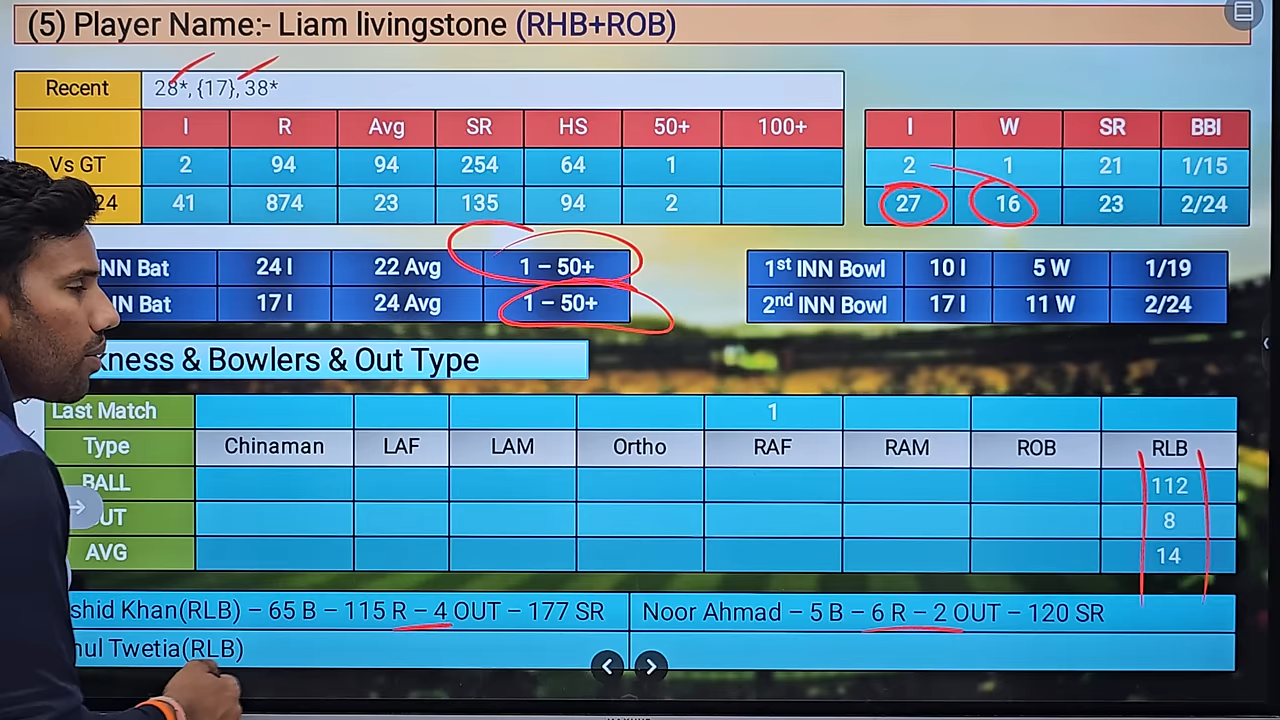 (5) Player Name:- Liam livingstone (RHB+ROB)
Recent 28*, {17}, 38*
I R Avg SR HS 50+ 100+
Vs GT 2 94 94 254 64 1
24 41 874 23 135 94 2
I W SR BBI
2 1 21 1/15
27 16 23 2/24
NN Bat 24 I 22 Avg 1 – 50+
N Bat 17 I 24 Avg 1 – 50+
1st INN Bowl 10 I 5 W 1/19
2nd INN Bowl 17 I 11 W 2/24
kness & Bowlers & Out Type
Last Match 1
Type Chinaman LAF LAM Ortho RAF RAM ROB RLB
BALL 112
UT 8
AVG 14
shid Khan(RLB) – 65 B – 115 R – 4 OUT – 177 SR
Noor Ahmad – 5 B – 6 R – 2 OUT – 120 SR
hul Twetia(RLB)